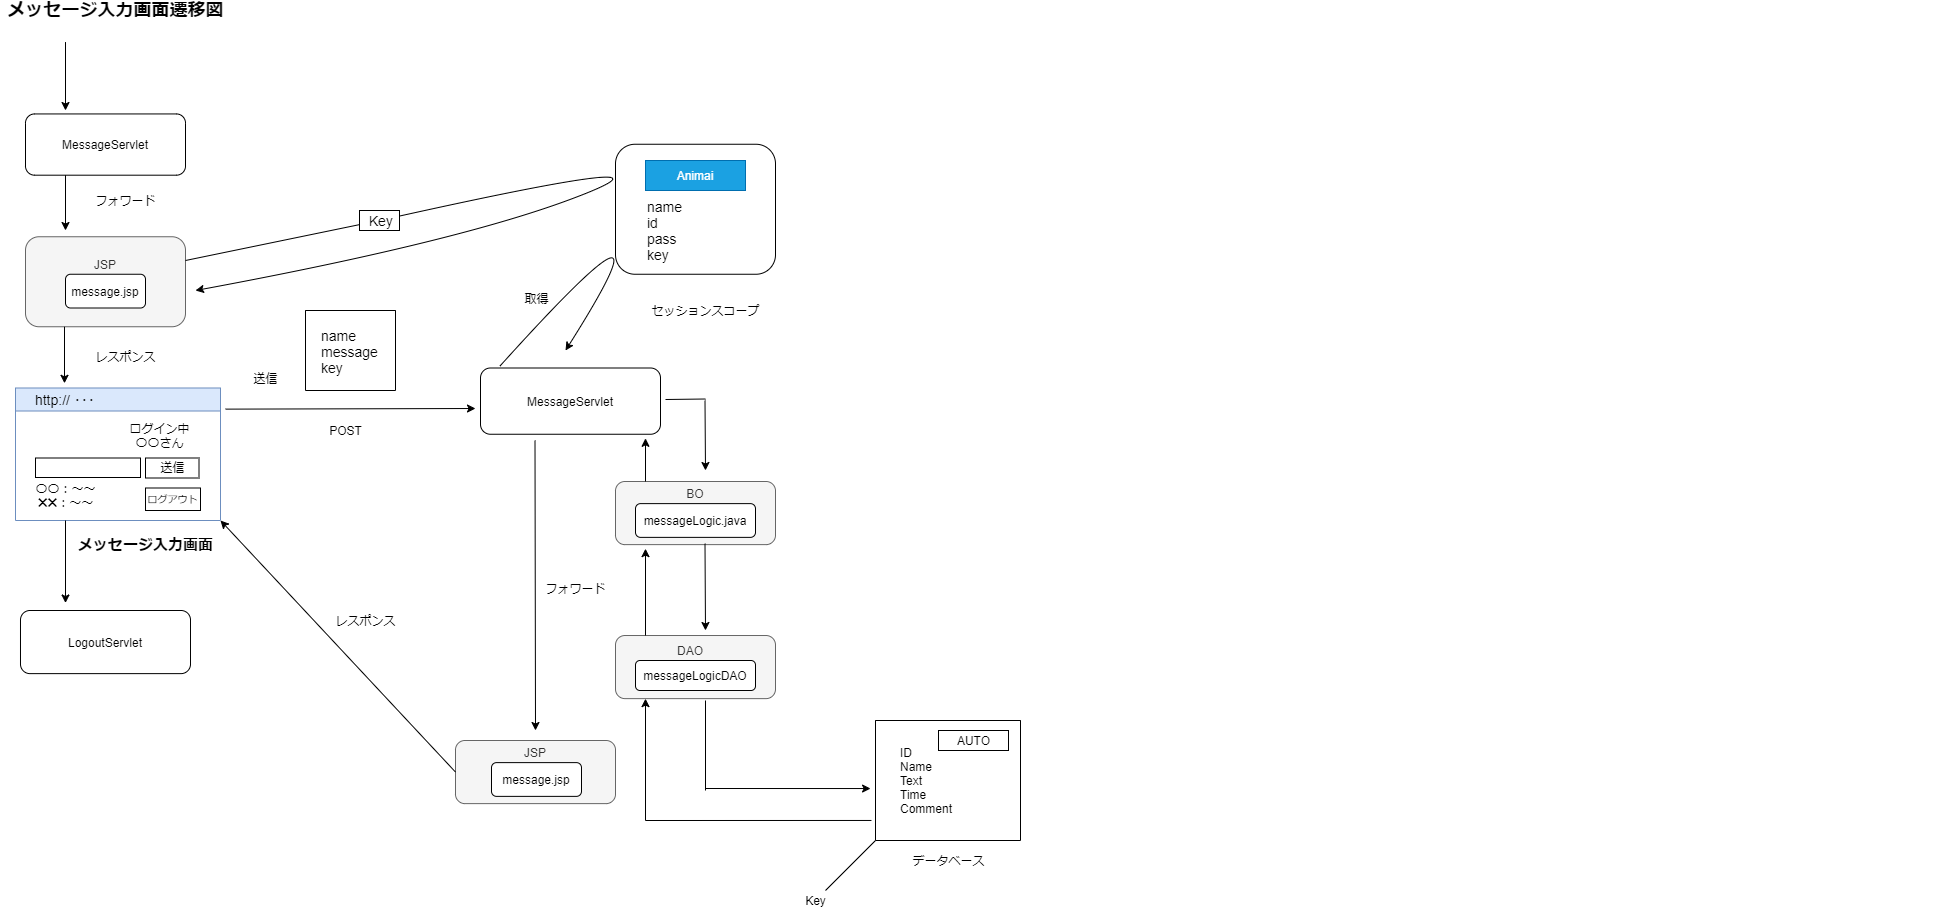 メッセージ入力画面遷移図
MessageServlet
フォワード
JSP
message.jsp
Key
Animai
name
id
pass
key
セッションスコープ
取得
レスポンス
name
message
key
送信
POST
http:// ･･･
ログイン中
〇〇さん
送信
〇〇：～～
✕✕：～～
ログアウト
メッセージ入力画面
LogoutServlet
MessageServlet
BO
messageLogic.java
フォワード
レスポンス
DAO
messageLogicDAO
JSP
message.jsp
AUTO
ID
Name
Text
Time
Comment
データベース
Key